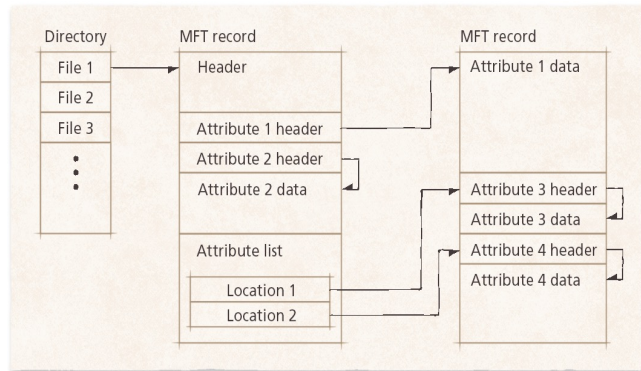 Directory
File 1
File 2
File 3
MFT record
Header
Attribute 1 header
Attribute 2 header
Attribute 2 data
Attribute list
Location 1
Location 2
MFT record
Attribute 1 data
Attribute 3 header
Attribute 3 data
Attribute 4 header
Attribute 4 data